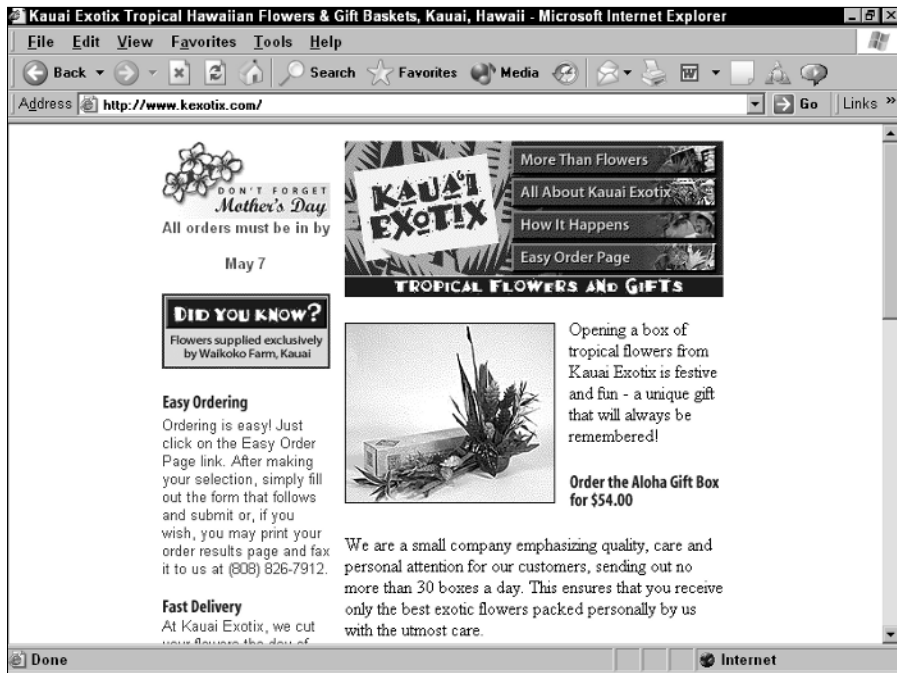 Kauai Exotix Tropical Hawaiian Flowers & Gift Baskets, Kauai, Hawaii - Microsoft Internet Explorer
File Edit View Favorites Tools Help
Back Search Favorites Media
Address http://www.kexotix.com/ Go Links »
DON'T FORGET
Mother's Day
All orders must be in by
May 7
DID YOU KNOW?
Flowers supplied exclusively
by Waikoko Farm, Kauai
Easy Ordering
Ordering is easy! Just
click on the Easy Order
Page link. After making
your selection, simply fill
out the form that follows
and submit or, if you
wish, you may print your
order results page and fax
it to us at (808) 826-7912.
Fast Delivery
At Kauai Exotix, we cut
your flowers the day of
KAUA'I
EXOTIX
More Than Flowers
All About Kauai Exotix
How It Happens
Easy Order Page
TROPICAL FLOWERS AND GIFTS
Opening a box of
tropical flowers from
Kauai Exotix is festive
and fun - a unique gift
that will always be
remembered!
Order the Aloha Gift Box
for $54.00
We are a small company emphasizing quality, care and
personal attention for our customers, sending out no
more than 30 boxes a day. This ensures that you receive
only the best exotic flowers packed personally by us
with the utmost care.
Done Internet